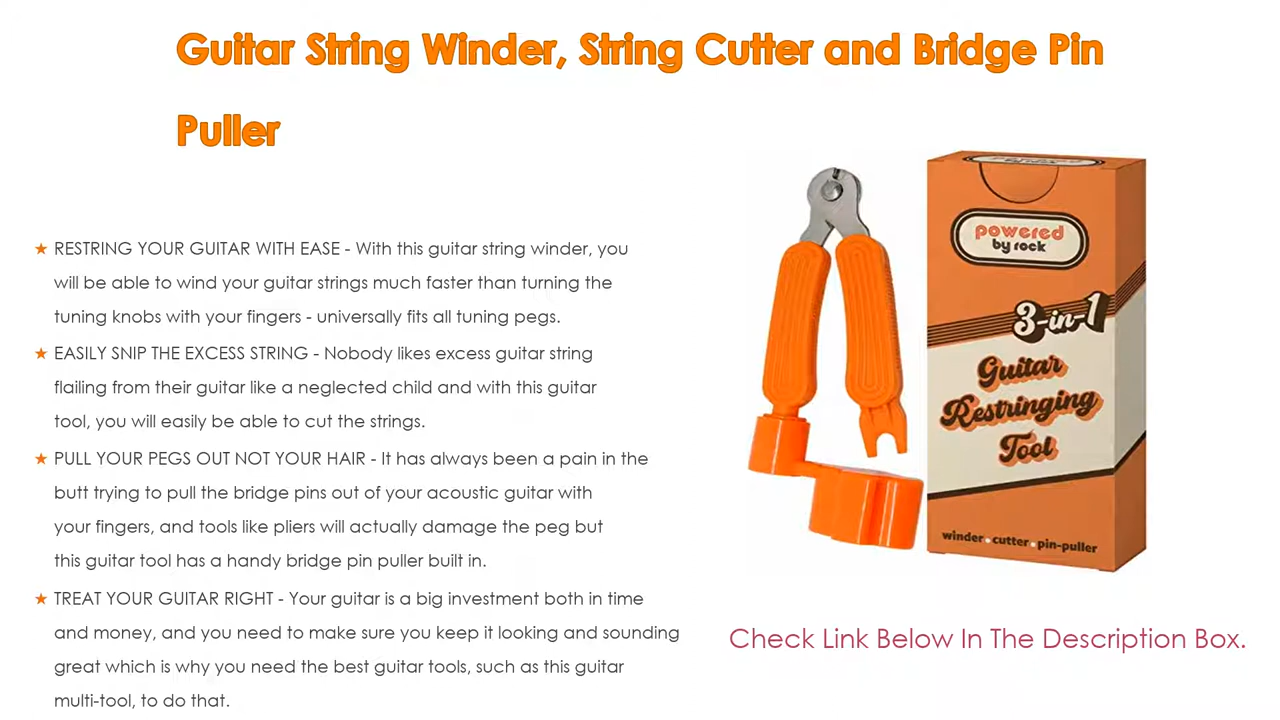 Guitar String Winder, String Cutter and Bridge Pin
Puller
★ RESTRING YOUR GUITAR WITH EASE - With this guitar string winder, you
will be able to wind your guitar strings much faster than turning the
tuning knobs with your fingers - universally fits all tuning pegs.
★ EASILY SNIP THE EXCESS STRING - Nobody likes excess guitar string
flailing from their guitar like a neglected child and with this guitar
tool, you will easily be able to cut the strings.
★ PULL YOUR PEGS OUT NOT YOUR HAIR - It has always been a pain in the
butt trying to pull the bridge pins out of your acoustic guitar with
your fingers, and tools like pliers will actually damage the peg but
this guitar tool has a handy bridge pin puller built in.
★ TREAT YOUR GUITAR RIGHT - Your guitar is a big investment both in time
and money, and you need to make sure you keep it looking and sounding
great which is why you need the best guitar tools, such as this guitar
multi-tool, to do that.
powered
by rock
3-in-1
Guitar
Restringing
Tool
winder • cutter • pin-puller
Check Link Below In The Description Box.